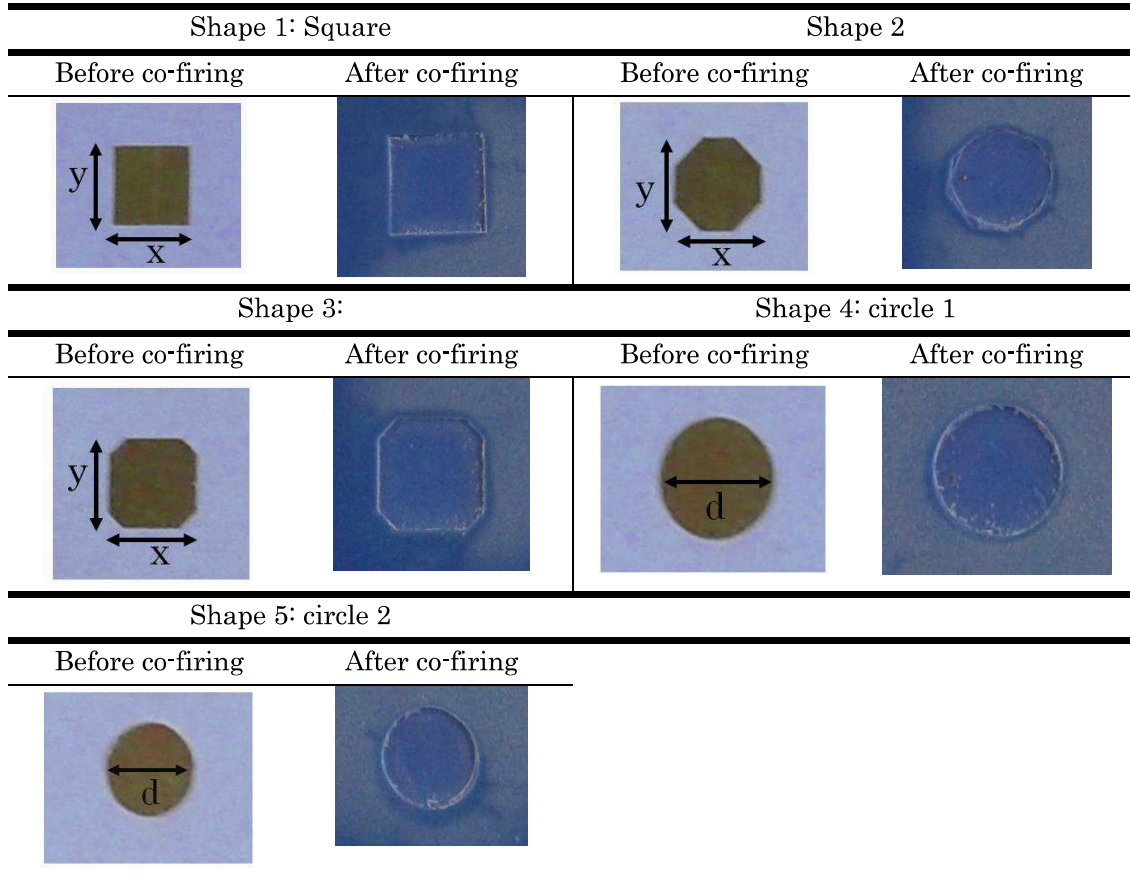 Shape 1: Square
Shape 2
Before co-firing
After co-firing
Before co-firing
After co-firing
y
x
y
x
Shape 3:
Shape 4: circle 1
Before co-firing
After co-firing
Before co-firing
After co-firing
y
x
d
Shape 5: circle 2
Before co-firing
After co-firing
d